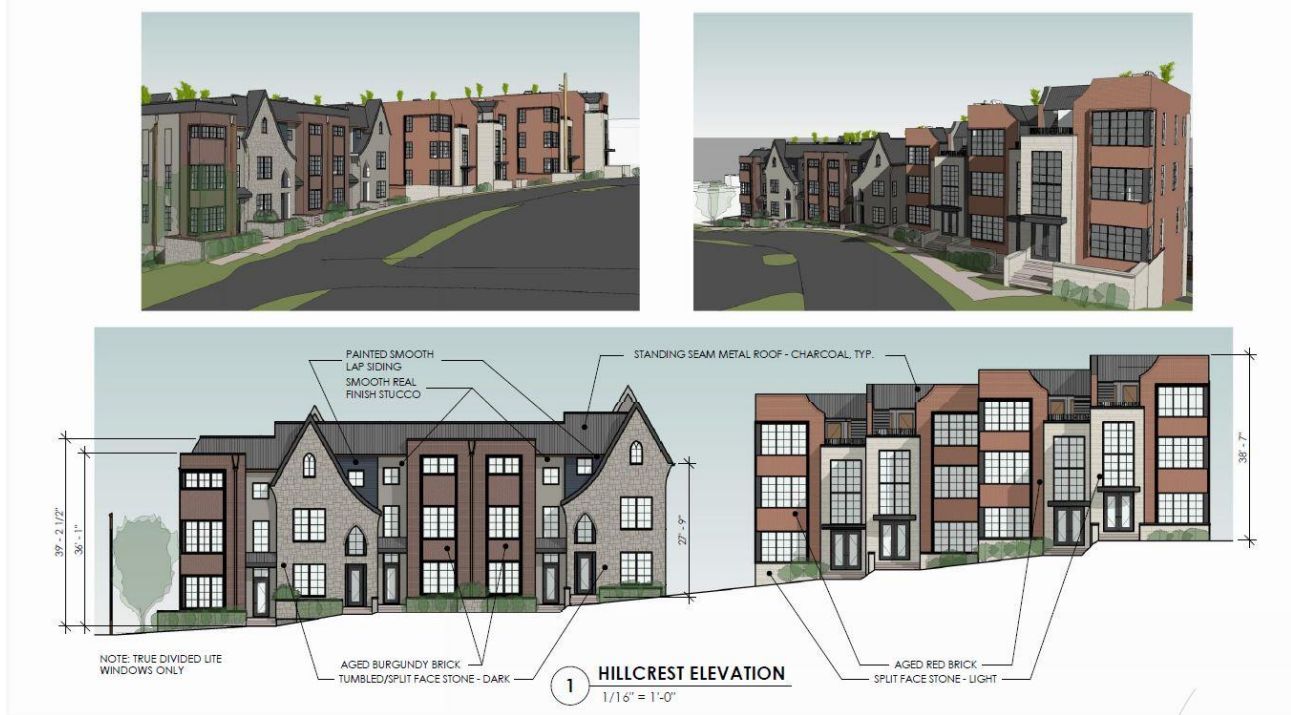 PAINTED SMOOTH
LAP SIDING
SMOOTH REAL
FINISH STUCCO
STANDING SEAM METAL ROOF - CHARCOAL, TYP.
39' - 2 1/2"
36' - 1"
27' - 9"
38' - 7"
NOTE: TRUE DIVIDED LITE
WINDOWS ONLY
AGED BURGUNDY BRICK
TUMBLED/SPLIT FACE STONE - DARK
AGED RED BRICK
SPLIT FACE STONE - LIGHT
1 HILLCREST ELEVATION
1/16" = 1'-0"